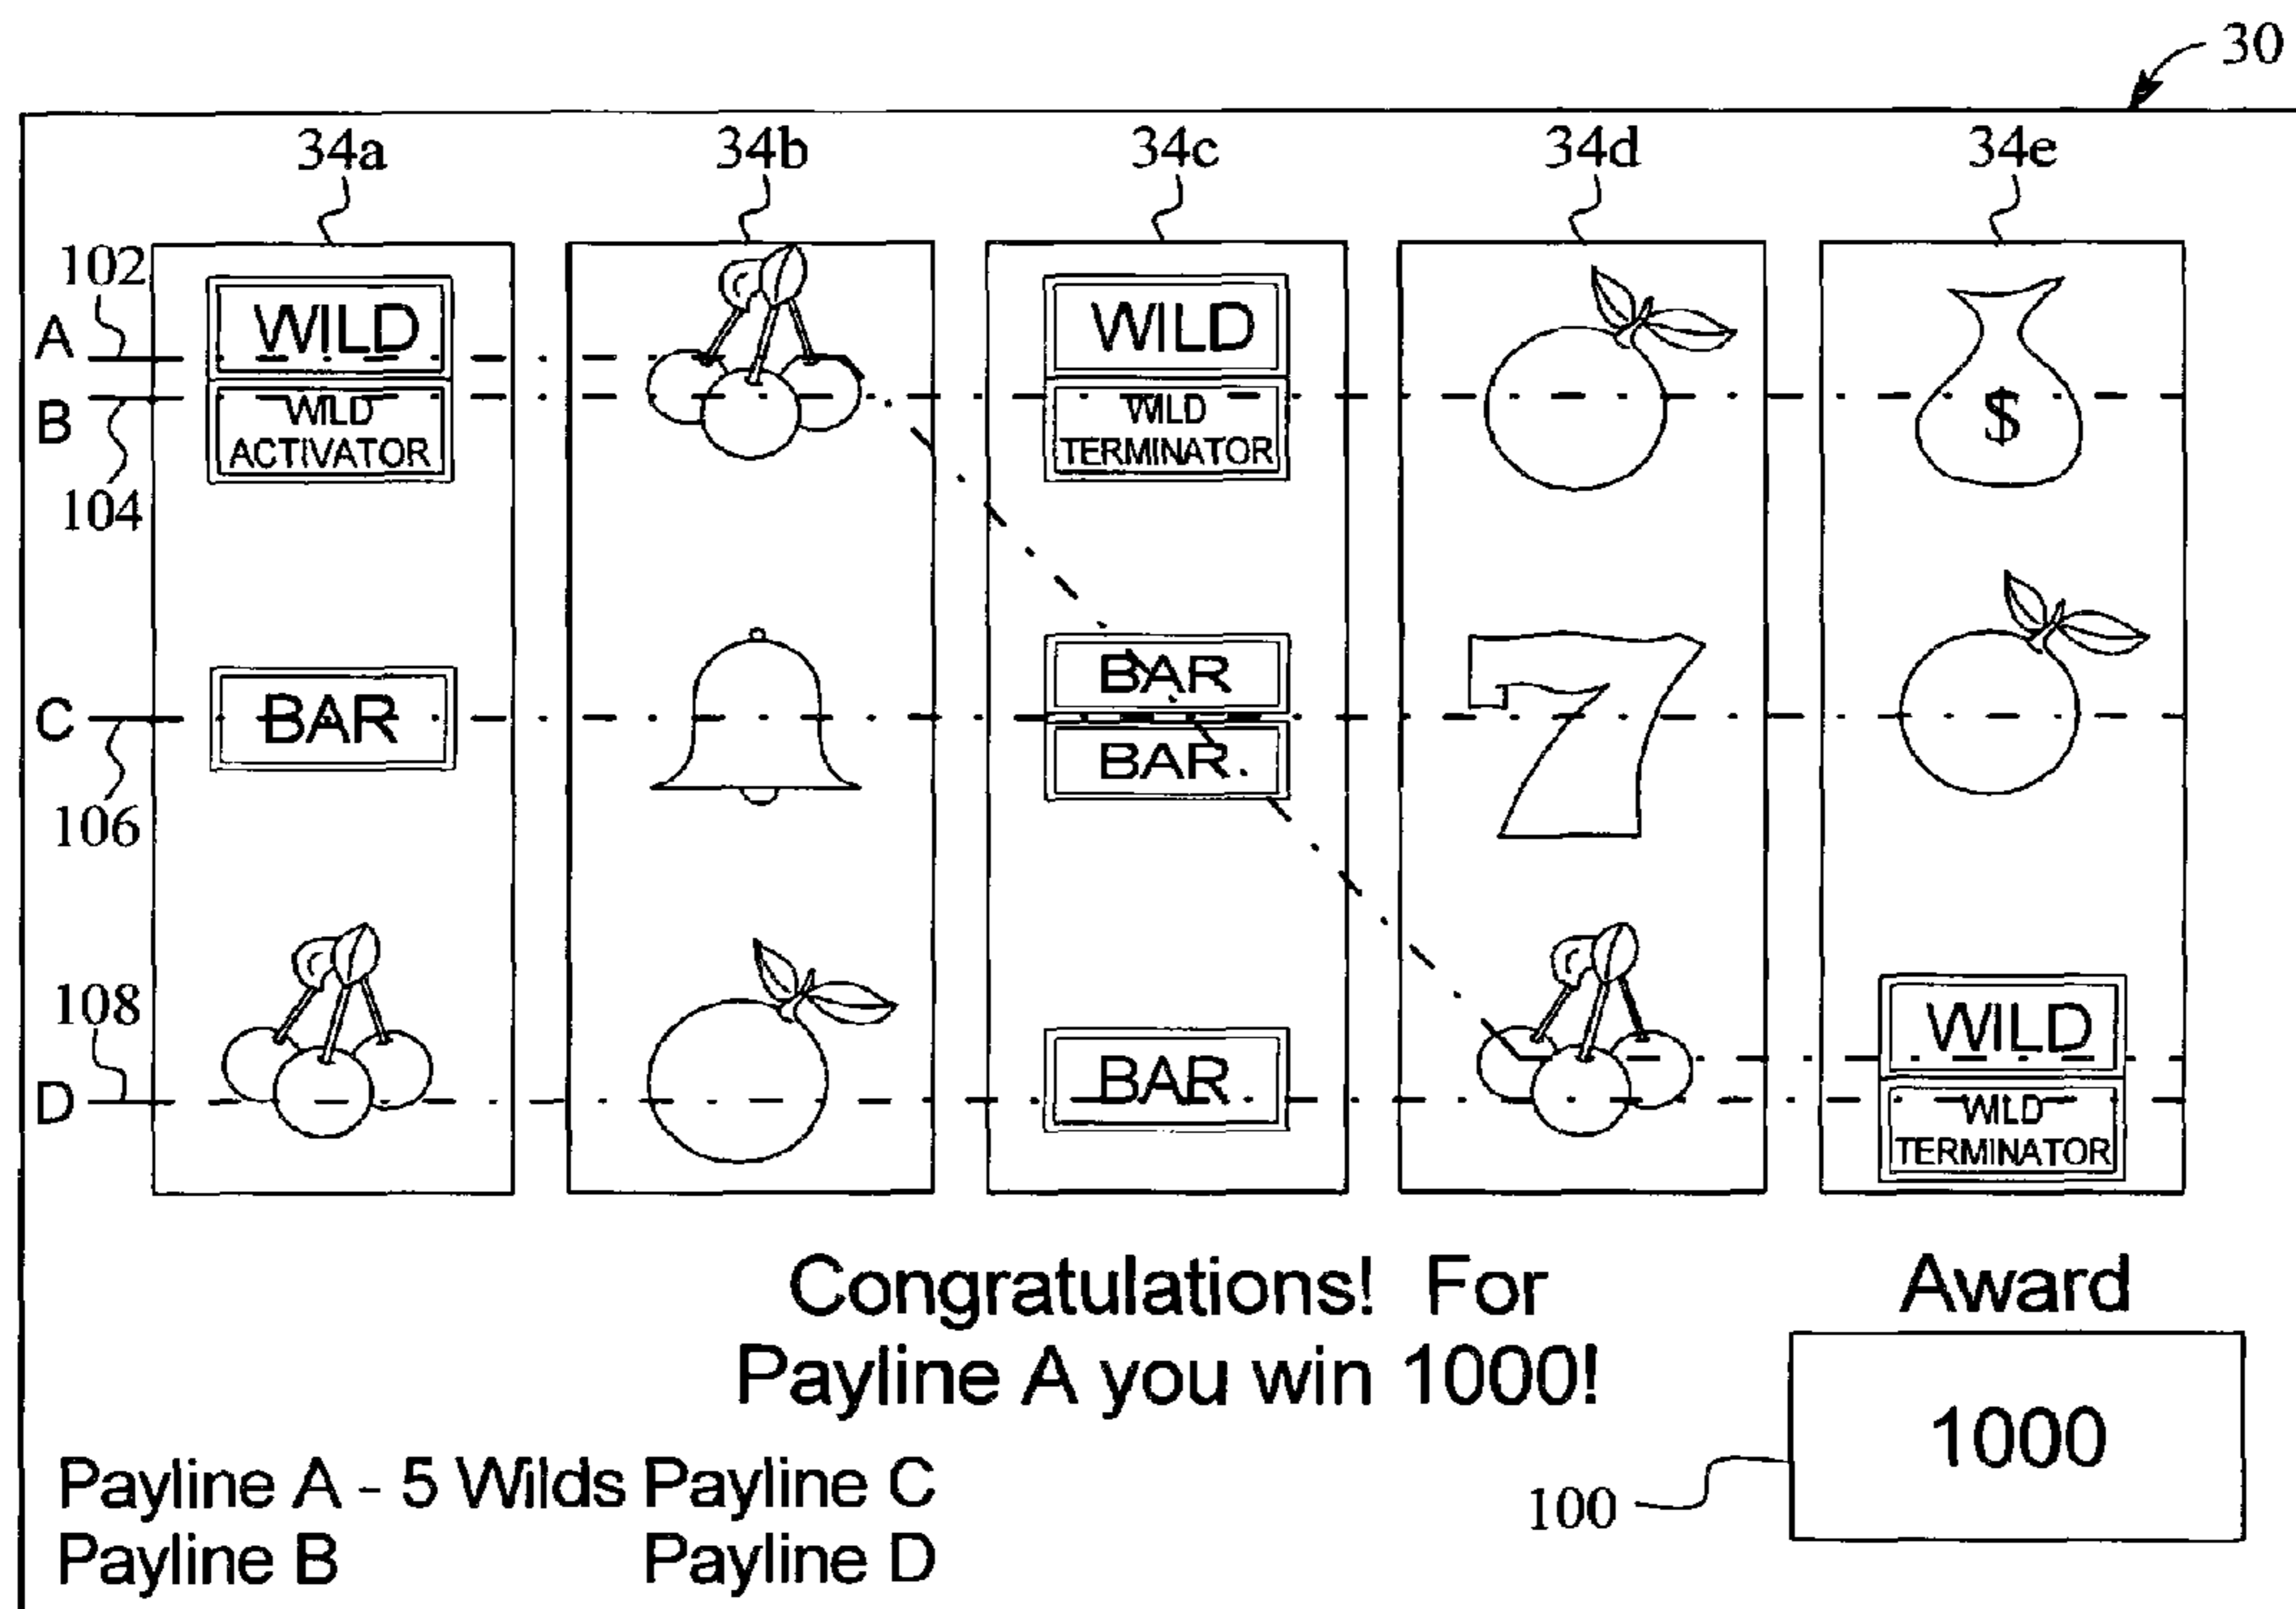 30
34a 34b 34c 34d 34e
102
A
WILD
WILD
B
WILD
ACTIVATOR
WILD
TERMINATOR
$
104
C
BAR
BAR
BAR
7
106
108
D
BAR
WILD
WILD
TERMINATOR
Congratulations! For
Payline A you win 1000!
Award
1000
100
Payline A - 5 Wilds Payline C
Payline B Payline D